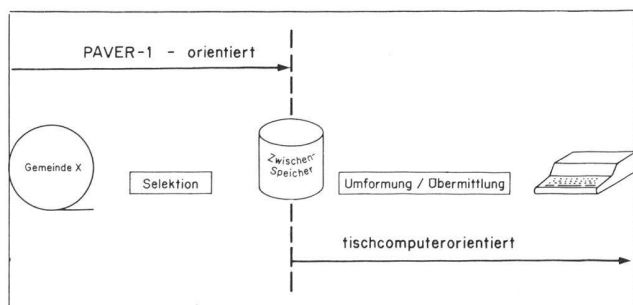 PAVER-1 - orientiert
Gemeinde X
Selektion
Zwischen-
Speicher
Umformung / Übermittlung
tischcomputerorientiert